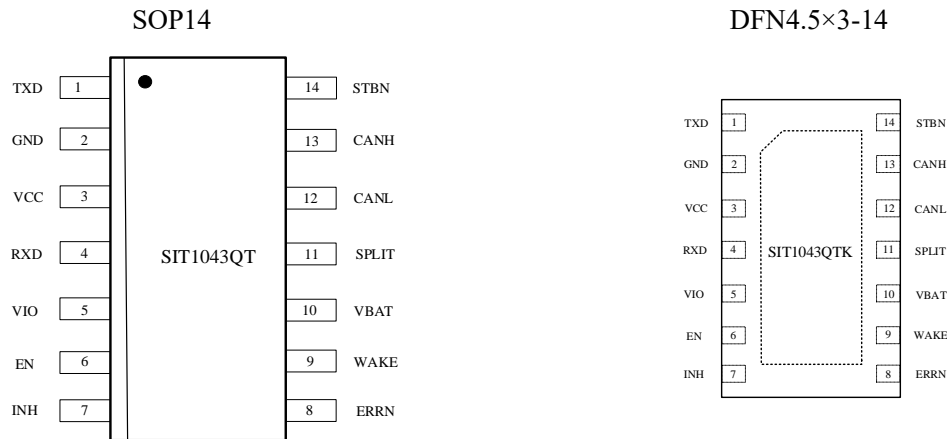 SOP14
DFN4.5×3-14
TXD 1 14 STBN
GND 2 13 CANH
VCC 3 12 CANL
RXD 4 SIT1043QT 11 SPLIT
VIO 5 10 VBAT
EN 6 9 WAKE
INH 7 8 ERRN
TXD 1 14 STBN
GND 2 13 CANH
VCC 3 12 CANL
RXD 4 SIT1043QTK 11 SPLIT
VIO 5 10 VBAT
EN 6 9 WAKE
INH 7 8 ERRN